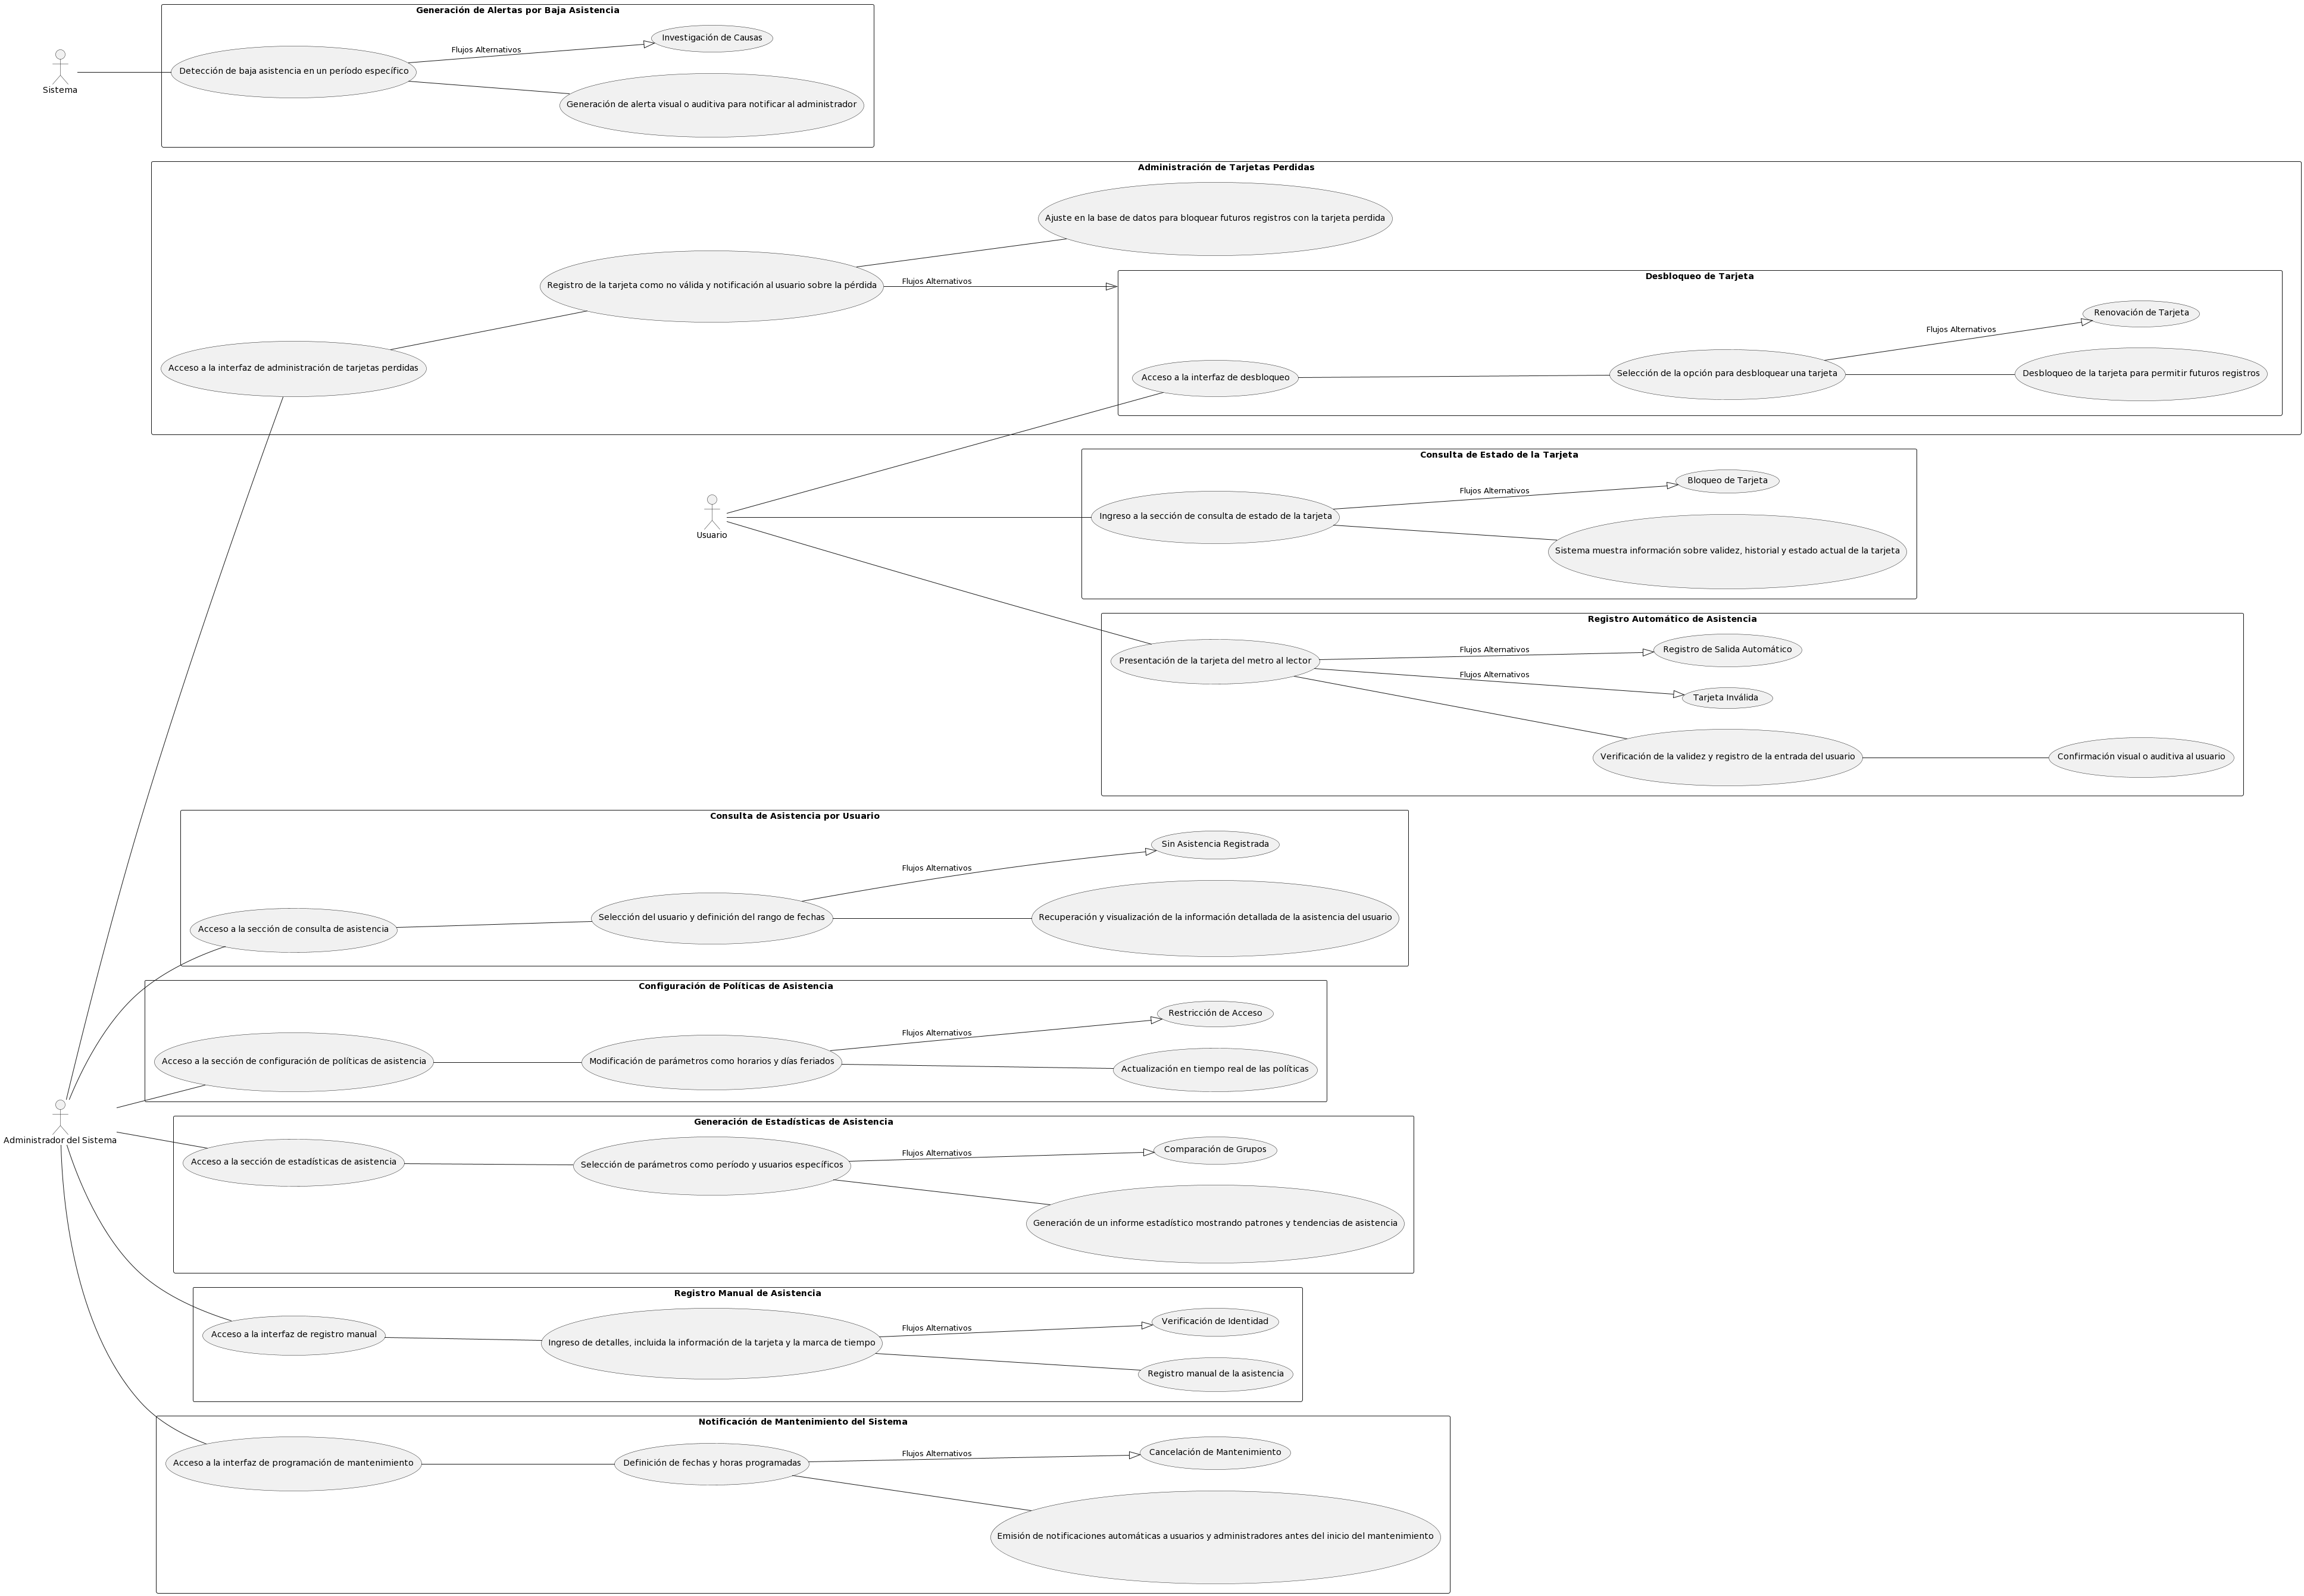 Generación de Alertas por Baja Asistencia
Sistema
Detección de baja asistencia en un período específico
Flujos Alternativos
Investigación de Causas
Generación de alerta visual o auditiva para notificar al administrador
Administración de Tarjetas Perdidas
Ajuste en la base de datos para bloquear futuros registros con la tarjeta perdida
Registro de la tarjeta como no válida y notificación al usuario sobre la pérdida
Flujos Alternativos
Acceso a la interfaz de administración de tarjetas perdidas
Desbloqueo de Tarjeta
Acceso a la interfaz de desbloqueo
Selección de la opción para desbloquear una tarjeta
Flujos Alternativos
Renovación de Tarjeta
Desbloqueo de la tarjeta para permitir futuros registros
Usuario
Consulta de Estado de la Tarjeta
Ingreso a la sección de consulta de estado de la tarjeta
Flujos Alternativos
Bloqueo de Tarjeta
Sistema muestra información sobre validez, historial y estado actual de la tarjeta
Registro Automático de Asistencia
Presentación de la tarjeta del metro al lector
Flujos Alternativos
Registro de Salida Automático
Flujos Alternativos
Tarjeta Inválida
Verificación de la validez y registro de la entrada del usuario
Confirmación visual o auditiva al usuario
Consulta de Asistencia por Usuario
Acceso a la sección de consulta de asistencia
Selección del usuario y definición del rango de fechas
Flujos Alternativos
Sin Asistencia Registrada
Recuperación y visualización de la información detallada de la asistencia del usuario
Administrador del Sistema
Configuración de Políticas de Asistencia
Acceso a la sección de configuración de políticas de asistencia
Modificación de parámetros como horarios y días feriados
Flujos Alternativos
Restricción de Acceso
Actualización en tiempo real de las políticas
Generación de Estadísticas de Asistencia
Acceso a la sección de estadísticas de asistencia
Selección de parámetros como período y usuarios específicos
Flujos Alternativos
Comparación de Grupos
Generación de un informe estadístico mostrando patrones y tendencias de asistencia
Registro Manual de Asistencia
Acceso a la interfaz de registro manual
Ingreso de detalles, incluida la información de la tarjeta y la marca de tiempo
Flujos Alternativos
Verificación de Identidad
Registro manual de la asistencia
Notificación de Mantenimiento del Sistema
Acceso a la interfaz de programación de mantenimiento
Definición de fechas y horas programadas
Flujos Alternativos
Cancelación de Mantenimiento
Emisión de notificaciones automáticas a usuarios y administradores antes del inicio del mantenimiento